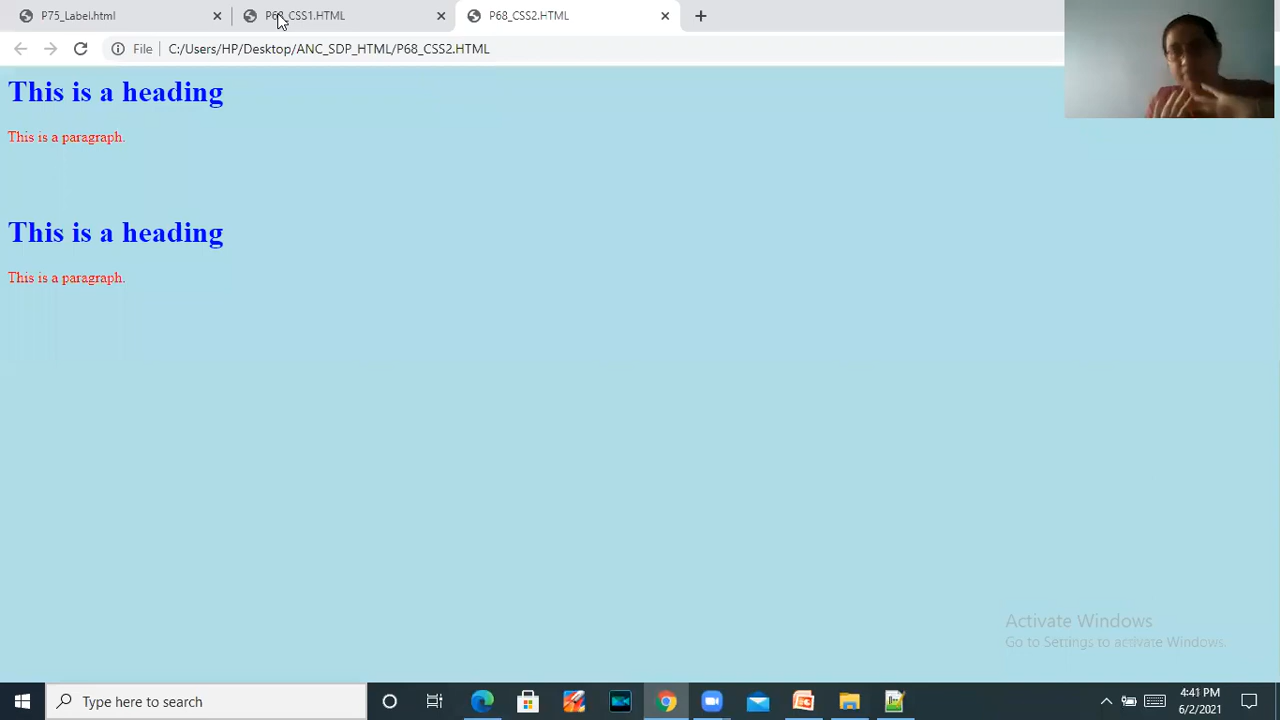 P75_Label.html
P68_CSS1.HTML
P68_CSS2.HTML
File
C:/Users/HP/Desktop/ANC_SDP_HTML/P68_CSS2.HTML
This is a heading
This is a paragraph.
This is a heading
This is a paragraph.
Activate Windows
Go to Settings to activate Windows.
Type here to search
4:41 PM
6/2/2021